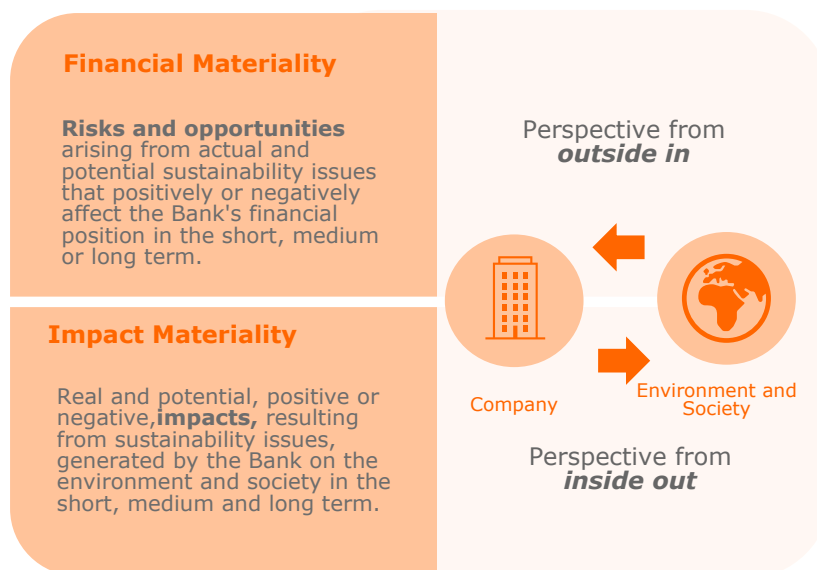 Financial Materiality
Risks and opportunities
arising from actual and
potential sustainability issues
that positively or negatively
affect the Bank's financial
position in the short, medium
or long term.
Perspective from
outside in
Impact Materiality
Real and potential, positive or
negative,impacts, resulting
from sustainability issues,
generated by the Bank on the
environment and society in the
short, medium and long term.
Company
Environment and
Society
Perspective from
inside out